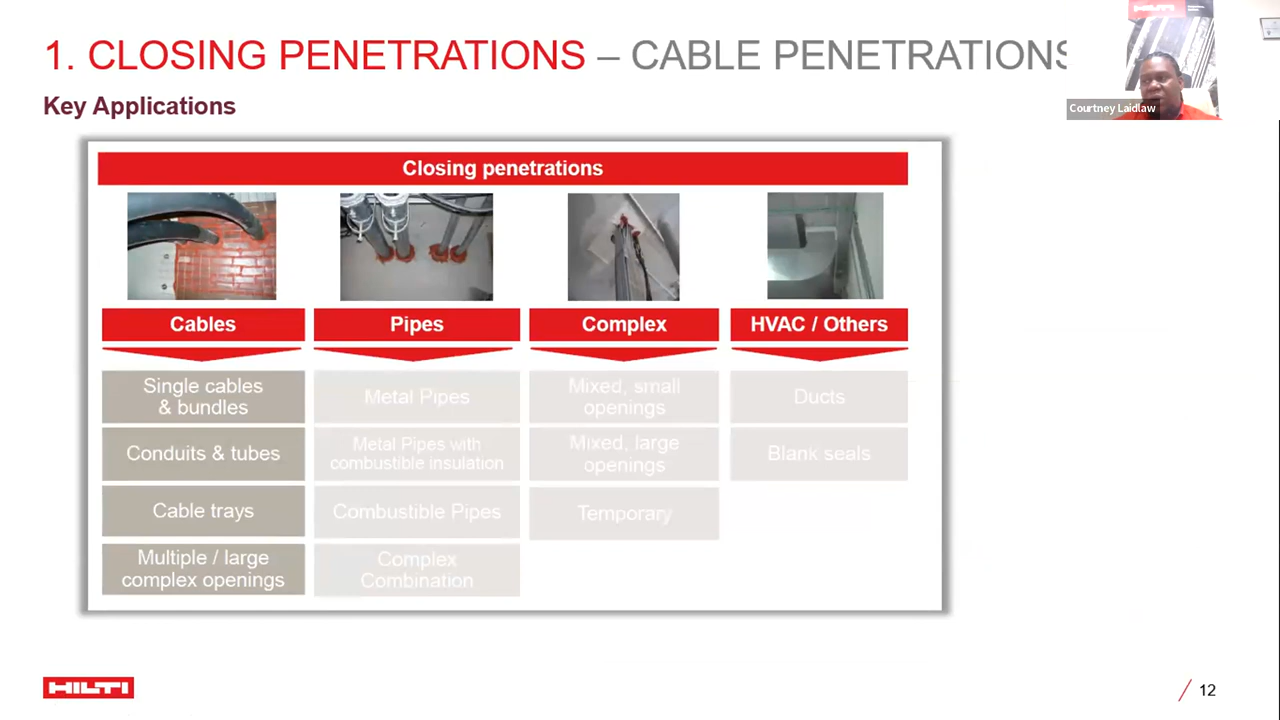 1. CLOSING PENETRATIONS – CABLE PENETRATIONS
HILTI
Courtney Laidlaw
Key Applications
Closing penetrations
Cables
Pipes
Complex
HVAC / Others
Single cables
& bundles
Metal Pipes
Mixed, small
openings
Ducts
Conduits & tubes
Metal Pipes with
combustible insulation
Mixed, large
openings
Blank seals
Cable trays
Combustible Pipes
Temporary
Multiple / large
complex openings
Complex
Combination
HILTI
12